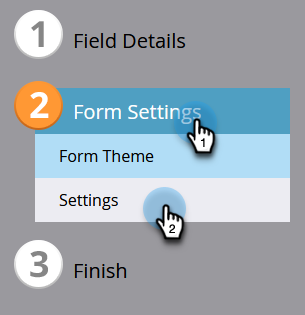 1 Field Details
2 Form Settings
1
Form Theme
Settings
2
3 Finish